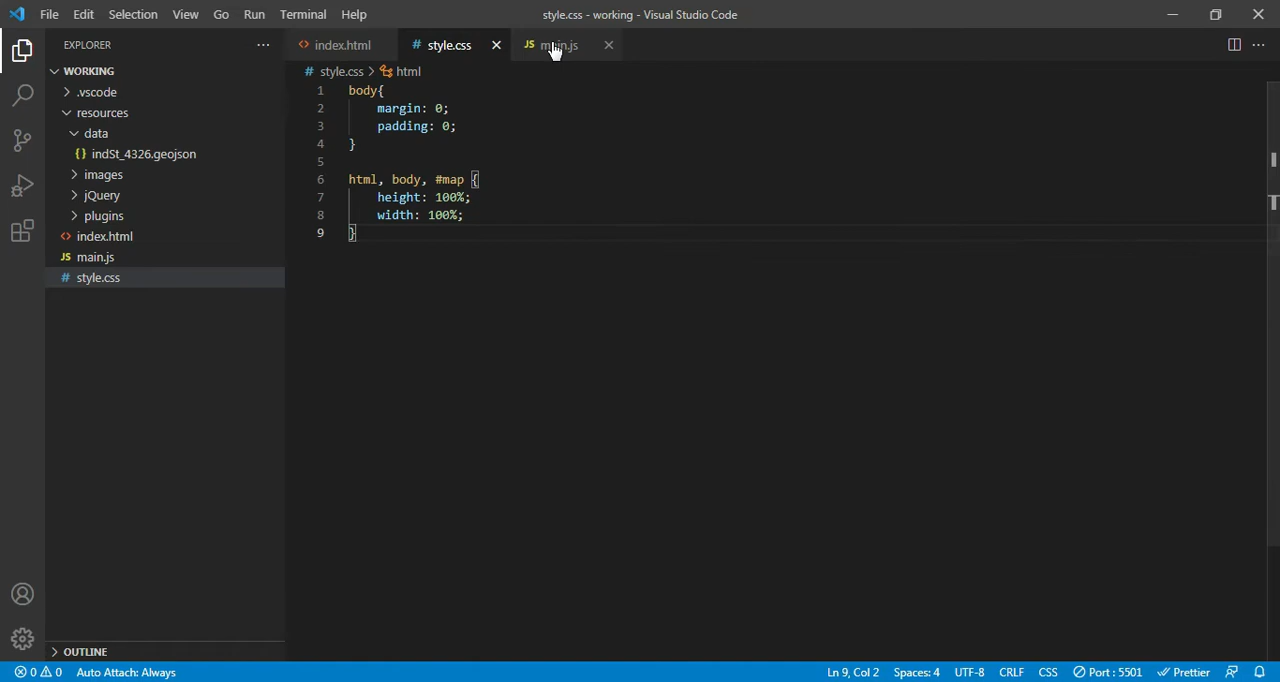 File Edit Selection View Go Run Terminal Help
style.css - working - Visual Studio Code
EXPLORER
WORKING
.vscode
resources
data
{} indSt_4326.geojson
images
jQuery
plugins
<> index.html
JS main.js
# style.css
OUTLINE
<> index.html
# style.css
JS main.js
# style.css > html
1 body{
2 margin: 0;
3 padding: 0;
4 }
5
6 html, body, #map {
7 height: 100%;
8 width: 100%;
9 }
0 0 Auto Attach: Always
Ln 9, Col 2 Spaces: 4 UTF-8 CRLF CSS Port : 5501 Prettier